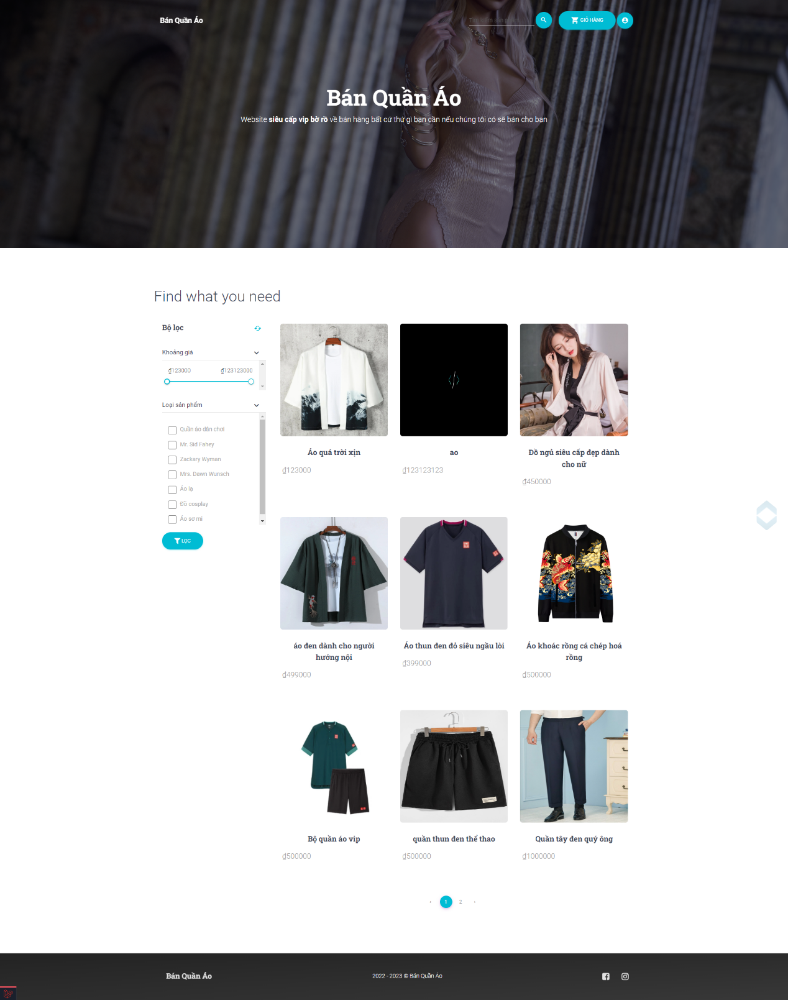 Bán Quần Áo
Tìm kiếm sản phẩm
GIỎ HÀNG
Bán Quần Áo
Website siêu cấp vip bờ rồ về bán hàng bất cứ thứ gì bạn cần nếu chúng tôi có sẽ bán cho bạn
Find what you need
Bộ lọc
Khoảng giá
₫123000 ₫123123000
Loại sản phẩm
Quần áo dân chơi
Mr. Sid Fahey
Zackary Wyman
Mrs. Dawn Wunsch
Áo lạ
Đồ cosplay
Áo sơ mi
LỌC
Áo quá trời xịn
₫123000
ao
₫123123123
Đồ ngủ siêu cấp đẹp dành
cho nữ
₫450000
áo đen dành cho người
hướng nội
₫499000
Áo thun đen đỏ siêu ngầu lòi
₫399000
Áo khoác rồng cá chép hoá
rồng
₫500000
Bộ quần áo vip
₫500000
quần thun đen thể thao
₫500000
Quần tây đen quý ông
₫1000000
‹ 1 2 ›
Bán Quần Áo
2022 - 2023 © Bán Quần Áo